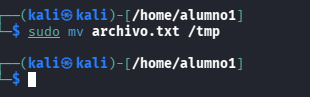 ┌──(kali㉿kali)-[/home/alumno1]
└─$ sudo mv archivo.txt /tmp

┌──(kali㉿kali)-[/home/alumno1]
└─$